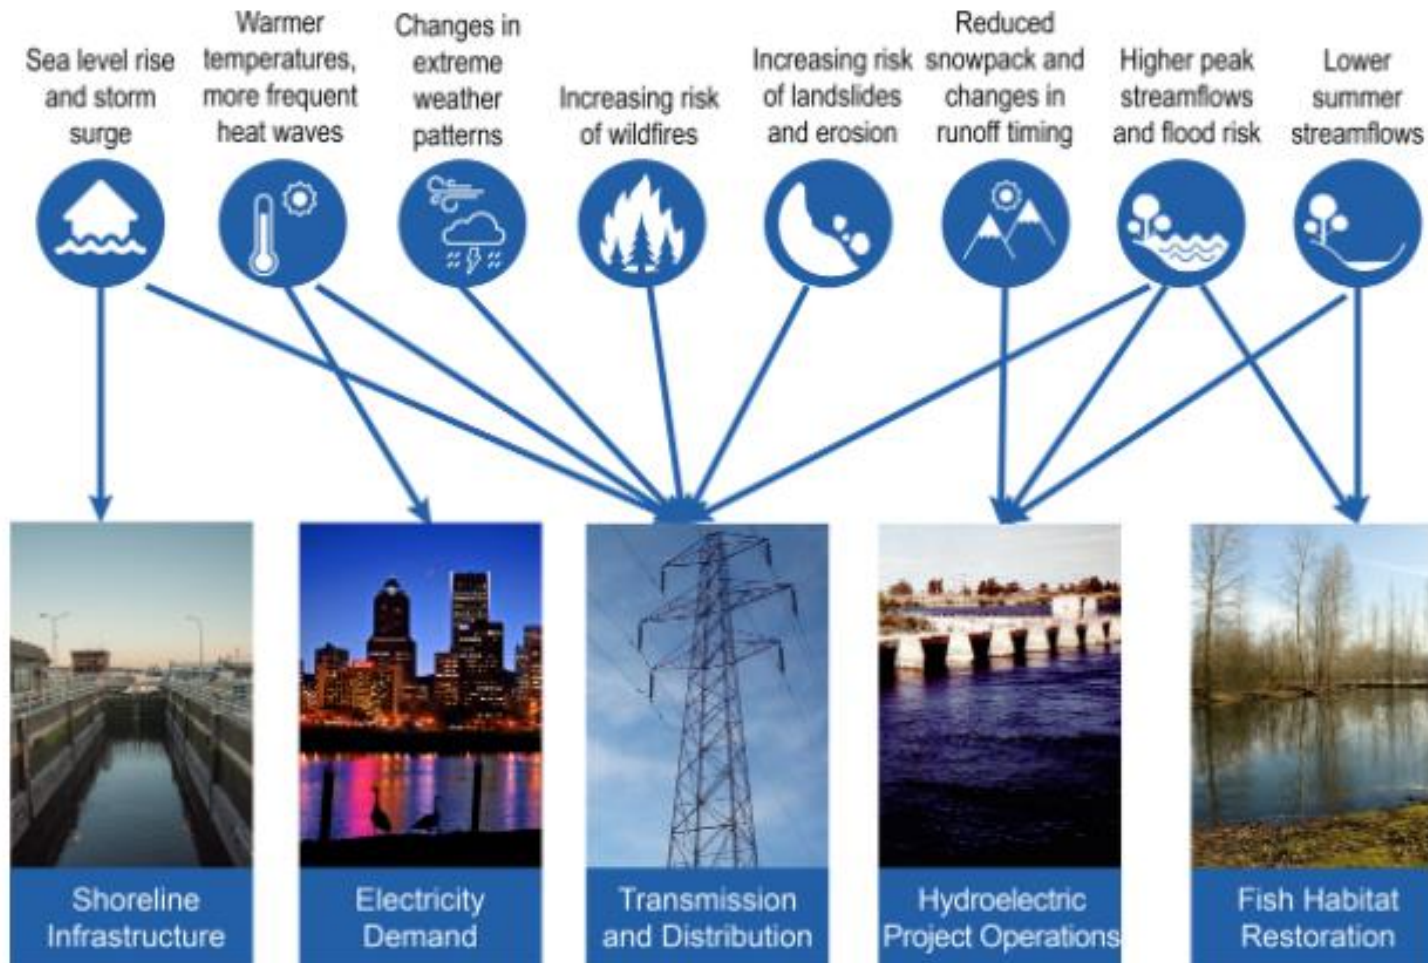 Sea level rise
and storm
surge
Warmer
temperatures,
more frequent
heat waves
Changes in
extreme
weather
patterns
Increasing risk
of wildfires
Increasing risk
of landslides
and erosion
Reduced
snowpack and
changes in
runoff timing
Higher peak
streamflows
and flood risk
Lower
summer
streamflows
Shoreline
Infrastructure
Electricity
Demand
Transmission
and Distribution
Hydroelectric
Project Operations
Fish Habitat
Restoration